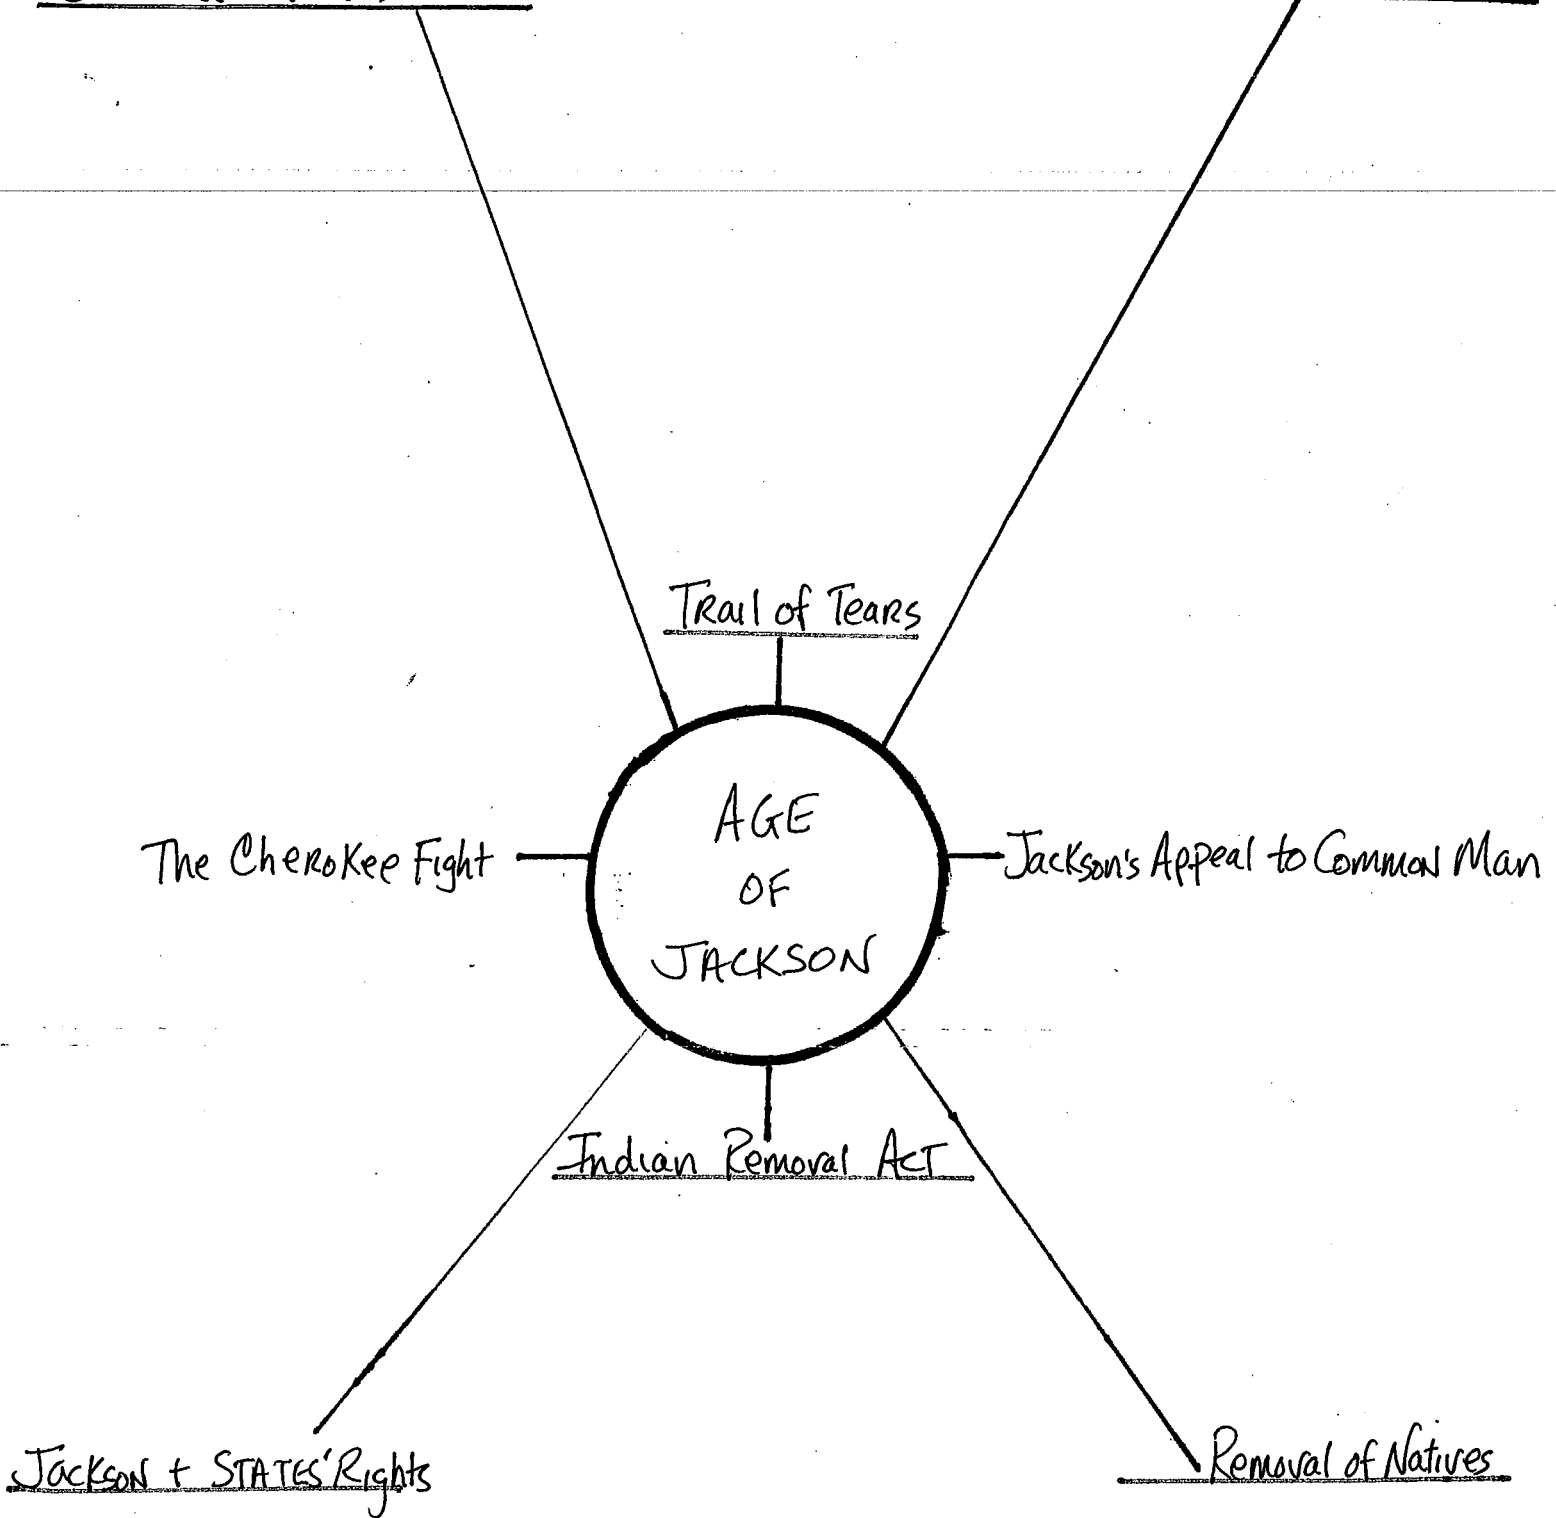 Trail of Tears
AGE
OF
JACKSON
The Cherokee Fight
Jackson's Appeal to Common Man
Indian Removal Act
Jackson + STATES' Rights
Removal of Natives